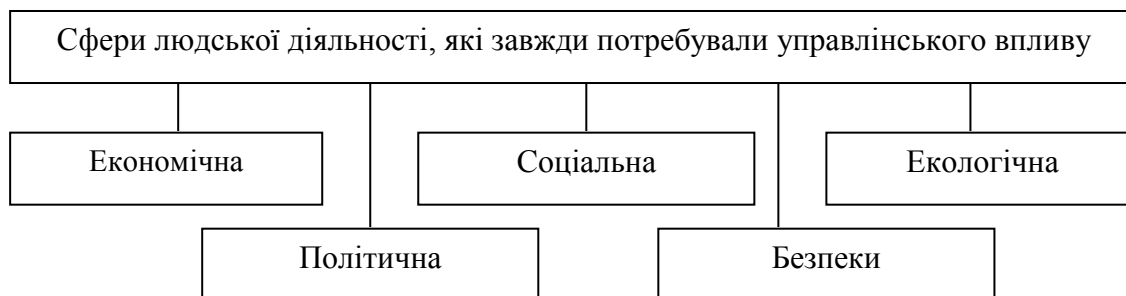 Сфери людської діяльності, які завжди потребували управлінського впливу
Економічна
Соціальна
Екологічна
Політична
Безпеки